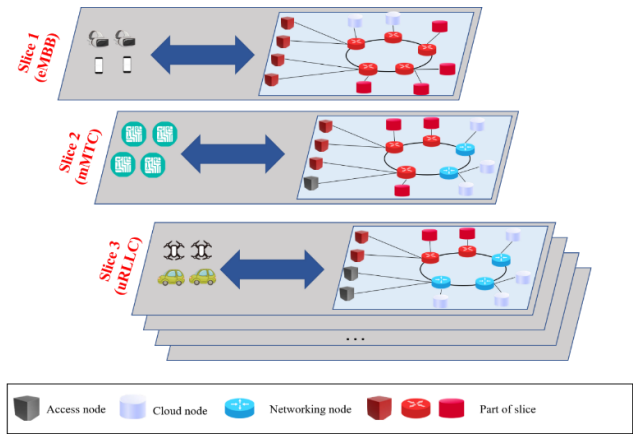 Slice 1
(eMBB)
Slice 2
(mMTC)
Slice 3
(uRLLC)
...
Access node
Cloud node
Networking node
Part of slice